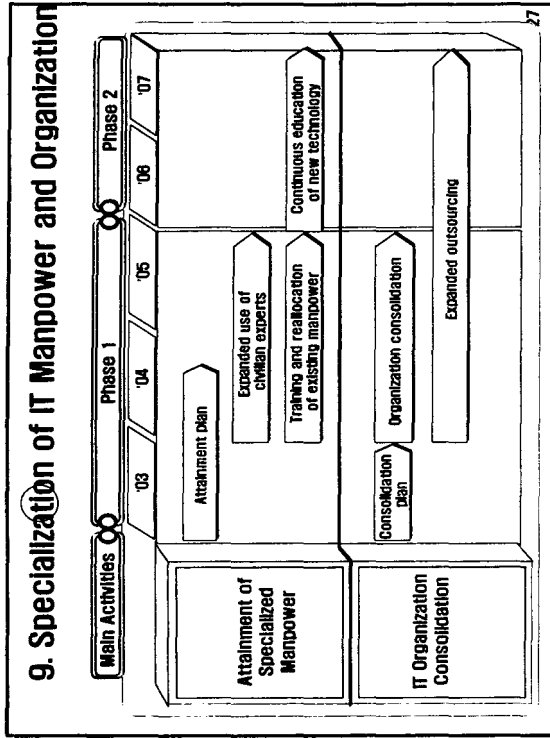 9. Specialization of IT Manpower and Organization
Main Activities
Phase 1
Phase 2
'03
'04
'05
'06
'07
Attainment of
Specialized
Manpower
Attainment plan
Expanded use of
civilian experts
Training and reallocation
of existing manpower
Continuous education
of new technology
IT Organization
Consolidation
Consolidation
plan
Organization consolidation
Expanded outsourcing
27